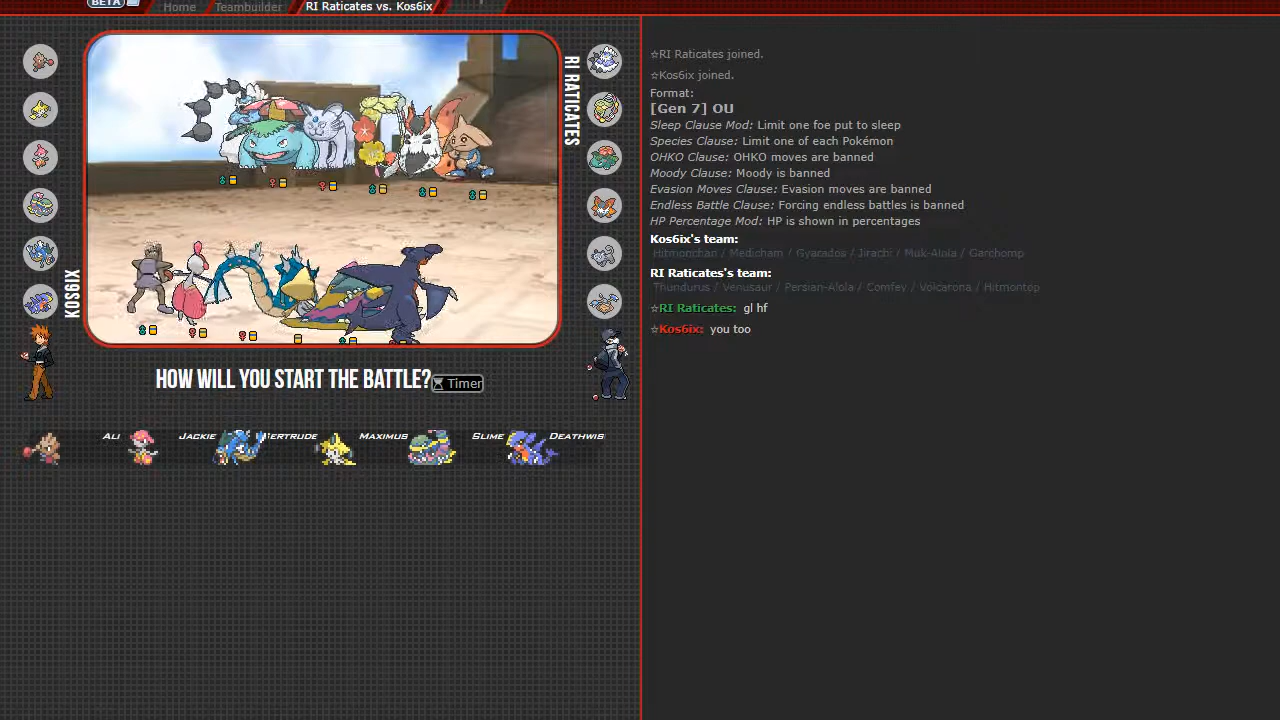 BETA
Home
Teambuilder
RI Raticates vs. Kos6ix
RI RATICATES
KOS6IX
HOW WILL YOU START THE BATTLE?
Timer
ALI
JACKIE
MAXIMUS
SLIME
☆RI Raticates joined.
☆Kos6ix joined.
Format:
[Gen 7] OU
Sleep Clause Mod: Limit one foe put to sleep
Species Clause: Limit one of each Pokémon
OHKO Clause: OHKO moves are banned
Moody Clause: Moody is banned
Evasion Moves Clause: Evasion moves are banned
Endless Battle Clause: Forcing endless battles is banned
HP Percentage Mod: HP is shown in percentages
Kos6ix's team:
Hitmonchan / Medicham / Gyarados / Jirachi / Muk-Alola / Garchomp
RI Raticates's team:
Thundurus / Venusaur / Persian-Alola / Comfey / Volcarona / Hitmontop
☆RI Raticates: gl hf
☆Kos6ix: you too